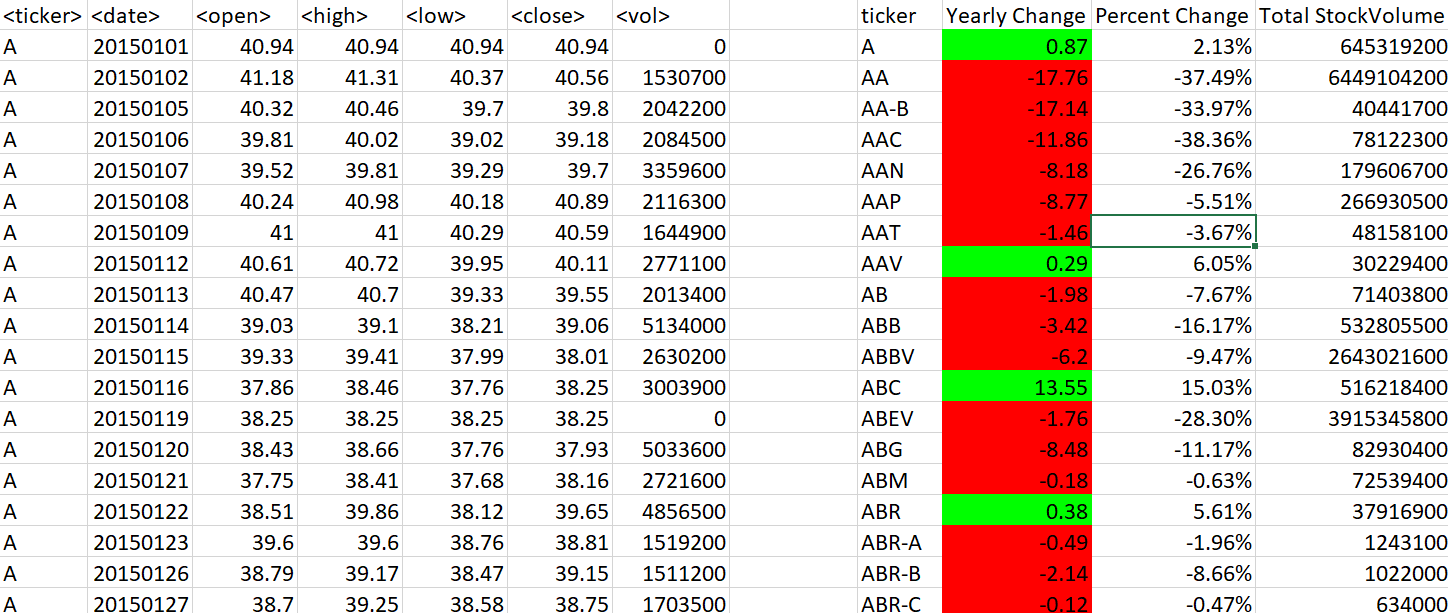 <ticker> <date> <open> <high> <low> <close> <vol> ticker Yearly Change Percent Change Total StockVolume
A 20150101 40.94 40.94 40.94 40.94 0 A 0.87 2.13% 645319200
A 20150102 41.18 41.31 40.37 40.56 1530700 AA -17.76 -37.49% 6449104200
A 20150105 40.32 40.46 39.7 39.8 2042200 AA-B -17.14 -33.97% 40441700
A 20150106 39.81 40.02 39.02 39.18 2084500 AAC -11.86 -38.36% 78122300
A 20150107 39.52 39.81 39.29 39.7 3359600 AAN -8.18 -26.76% 179606700
A 20150108 40.24 40.98 40.18 40.89 2116300 AAP -8.77 -5.51% 266930500
A 20150109 41 41 40.29 40.59 1644900 AAT -1.46 -3.67% 48158100
A 20150112 40.61 40.72 39.95 40.11 2771100 AAV 0.29 6.05% 30229400
A 20150113 40.47 40.7 39.33 39.55 2013400 AB -1.98 -7.67% 71403800
A 20150114 39.03 39.1 38.21 39.06 5134000 ABB -3.42 -16.17% 532805500
A 20150115 39.33 39.41 37.99 38.01 2630200 ABBV -6.2 -9.47% 2643021600
A 20150116 37.86 38.46 37.76 38.25 3003900 ABC 13.55 15.03% 516218400
A 20150119 38.25 38.25 38.25 38.25 0 ABEV -1.76 -28.30% 3915345800
A 20150120 38.43 38.66 37.76 37.93 5033600 ABG -8.48 -11.17% 82930400
A 20150121 37.75 38.41 37.68 38.16 2721600 ABM -0.18 -0.63% 72539400
A 20150122 38.51 39.86 38.12 39.65 4856500 ABR 0.38 5.61% 37916900
A 20150123 39.6 39.6 38.76 38.81 1519200 ABR-A -0.49 -1.96% 1243100
A 20150126 38.79 39.17 38.47 39.15 1511200 ABR-B -2.14 -8.66% 1022000
A 20150127 38.7 39.25 38.58 38.75 1703500 ABR-C -0.12 -0.47% 634000